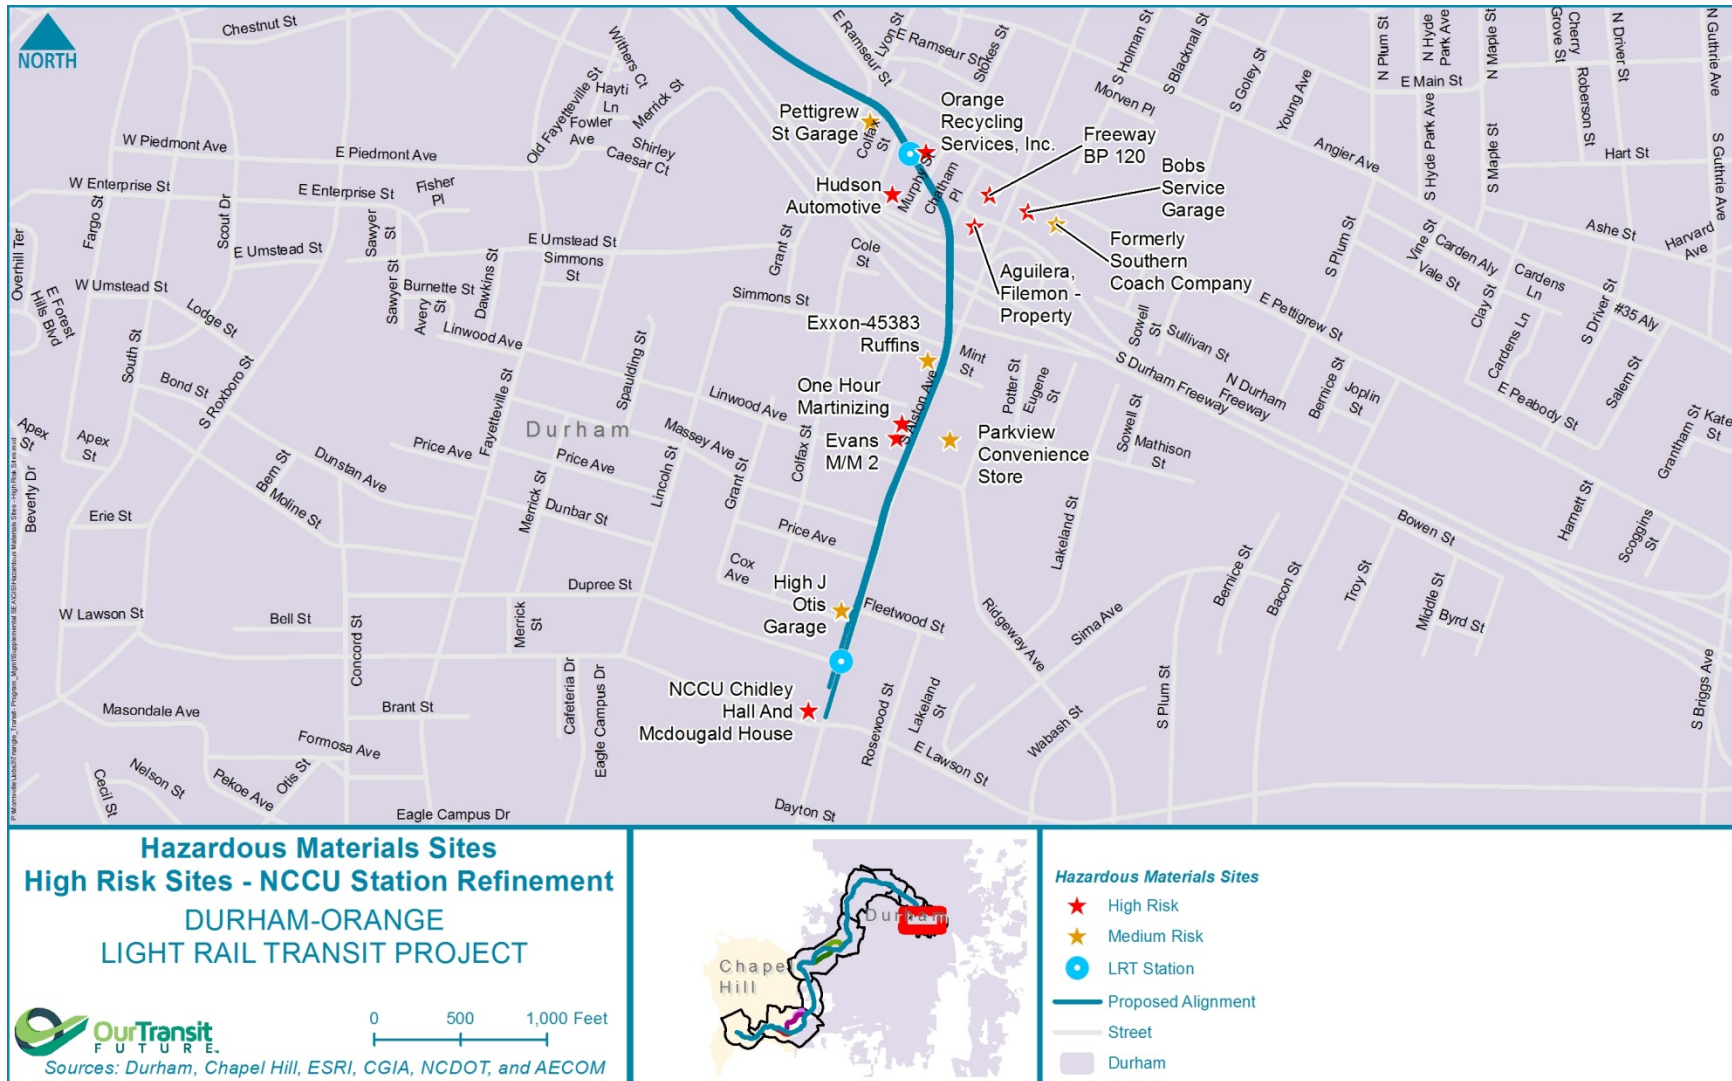 NORTH
Chestnut St
Withers Ct
E Ramseur St
Lyon St
E Ramseur St
Stokes St
S Holman St
S Blacknall St
S Goley St
Young Ave
N Plum St
N Hyde
Park Ave
N Maple St
Cherry
Grove St
N Driver St
N Guthrie Ave
E Main St
Roberson St
Morven Pl
Old Fayetteville St
Hayti
Ln
Fowler
Ave
Merrick St
Shirley
Caesar Ct
Pettigrew
St Garage
Colfax
St
Orange
Recycling
Services, Inc.
Freeway
BP 120
Bobs
Service
Garage
Angier Ave
S Hyde Park Ave
S Maple St
Hart St
S Guthrie Ave
W Piedmont Ave
E Piedmont Ave
W Enterprise St
E Enterprise St
Fisher
Pl
Hudson
Automotive
Murphy St
Chatham
Pl
Formerly
Southern
Coach Company
Aguilera,
Filemon -
Property
Fargo St
Scout Dr
Sawyer
St
E Umstead St
E Umstead St
Simmons
St
Grant St
Cole
St
S Plum St
Vine St
Carden Aly
Vale St
Cardens
Ln
Ashe St
Harvard
Ave
Overhill Ter
E Forest
Hills Blvd
W Umstead St
Lodge St
Sawyer St
Burnette St
Avery
St
Dawkins St
Linwood Ave
Simmons St
Exxon-45383
Ruffins
Mint
St
Sowell
St
Sullivan St
E Pettigrew St
Clay St
Cardens Ln
S Driver St
#35 Aly
South St
Bond St
S Roxboro St
Fayetteville St
Spaulding St
Linwood Ave
One Hour
Martinizing
Evans
M/M 2
S Alston Ave
Potter St
Eugene
St
S Durham Freeway
N Durham
Freeway
Bernice St
Joplin
St
E Peabody St
Salem St
Grantham St
Kate
St
Durham
Apex
St
Apex
St
Beverly Dr
Price Ave
Price Ave
Massey Ave
Colfax St
Parkview
Convenience
Store
Sowell St
Mathison
St
Bern St
Dunstan Ave
E Moline St
Erie St
Merrick St
Dunbar St
Lincoln St
Grant St
Price Ave
Lakeland St
Bowen St
Harnett St
Scoggins
St
Cox
Ave
Dupree St
High J
Otis
Garage
Fleetwood St
Ridgeway Ave
Sima Ave
Bernice St
Bacon St
Troy St
Middle St
Byrd St
W Lawson St
Bell St
Concord St
Merrick
St
Cafeteria Dr
Eagle Campus Dr
NCCU Chidley
Hall And
Mcdougald House
Rosewood St
Lakeland
St
Wabash St
S Plum St
S Briggs Ave
Masondale Ave
Brant St
Formosa Ave
E Lawson St
Cecil St
Nelson St
Pekoe Ave
Otis St
Eagle Campus Dr
Dayton St
Hazardous Materials Sites
High Risk Sites - NCCU Station Refinement
DURHAM-ORANGE
LIGHT RAIL TRANSIT PROJECT
OurTransit
FUTURE
0 500 1,000 Feet
Sources: Durham, Chapel Hill, ESRI, CGIA, NCDOT, and AECOM
Durham
Chapel
Hill
Hazardous Materials Sites
High Risk
Medium Risk
LRT Station
Proposed Alignment
Street
Durham